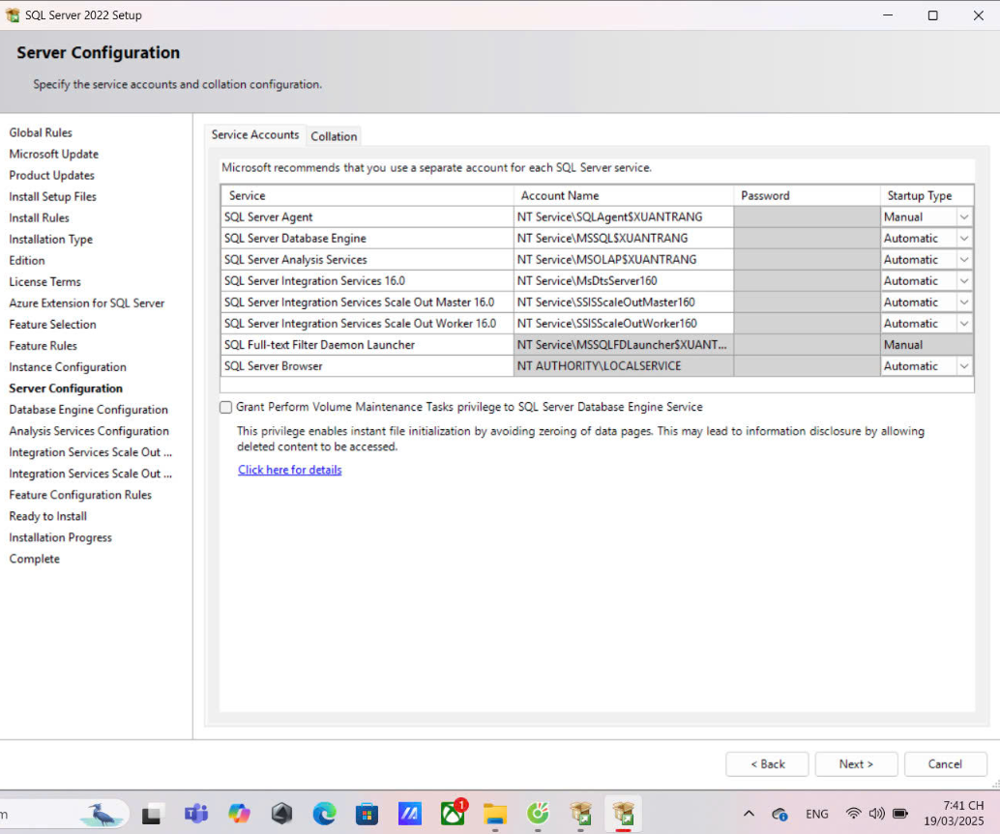 SQL Server 2022 Setup
Server Configuration
Specify the service accounts and collation configuration.
Global Rules
Microsoft Update
Product Updates
Install Setup Files
Install Rules
Installation Type
Edition
License Terms
Azure Extension for SQL Server
Feature Selection
Feature Rules
Instance Configuration
Server Configuration
Database Engine Configuration
Analysis Services Configuration
Integration Services Scale Out ...
Integration Services Scale Out ...
Feature Configuration Rules
Ready to Install
Installation Progress
Complete
Service Accounts Collation
Microsoft recommends that you use a separate account for each SQL Server service.
Service Account Name Password Startup Type
SQL Server Agent NT Service\SQLAgent$XUANTRANG Manual
SQL Server Database Engine NT Service\MSSQL$XUANTRANG Automatic
SQL Server Analysis Services NT Service\MSOLAP$XUANTRANG Automatic
SQL Server Integration Services 16.0 NT Service\MsDtsServer160 Automatic
SQL Server Integration Services Scale Out Master 16.0 NT Service\SSISScaleOutMaster160 Automatic
SQL Server Integration Services Scale Out Worker 16.0 NT Service\SSISScaleOutWorker160 Automatic
SQL Full-text Filter Daemon Launcher NT Service\MSSQLFDLauncher$XUANT... Manual
SQL Server Browser NT AUTHORITY\LOCALSERVICE Automatic
Grant Perform Volume Maintenance Tasks privilege to SQL Server Database Engine Service
This privilege enables instant file initialization by avoiding zeroing of data pages. This may lead to information disclosure by allowing
deleted content to be accessed.
Click here for details
< Back Next > Cancel
m 1 ENG 7:41 CH
19/03/2025